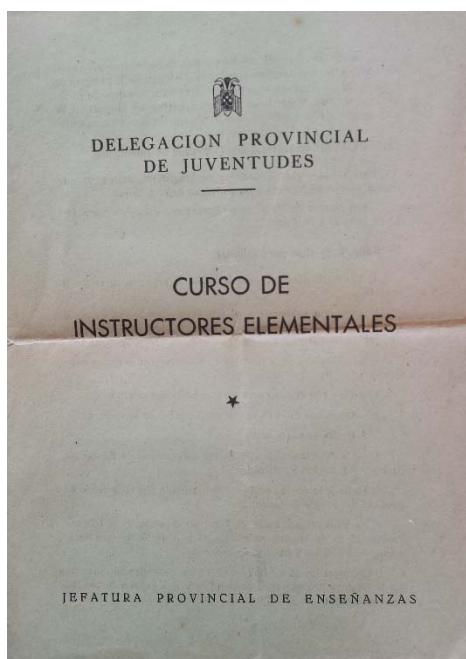 DELEGACION PROVINCIAL
DE JUVENTUDES
CURSO DE
INSTRUCTORES ELEMENTALES
JEFATURA PROVINCIAL DE ENSEÑANZAS